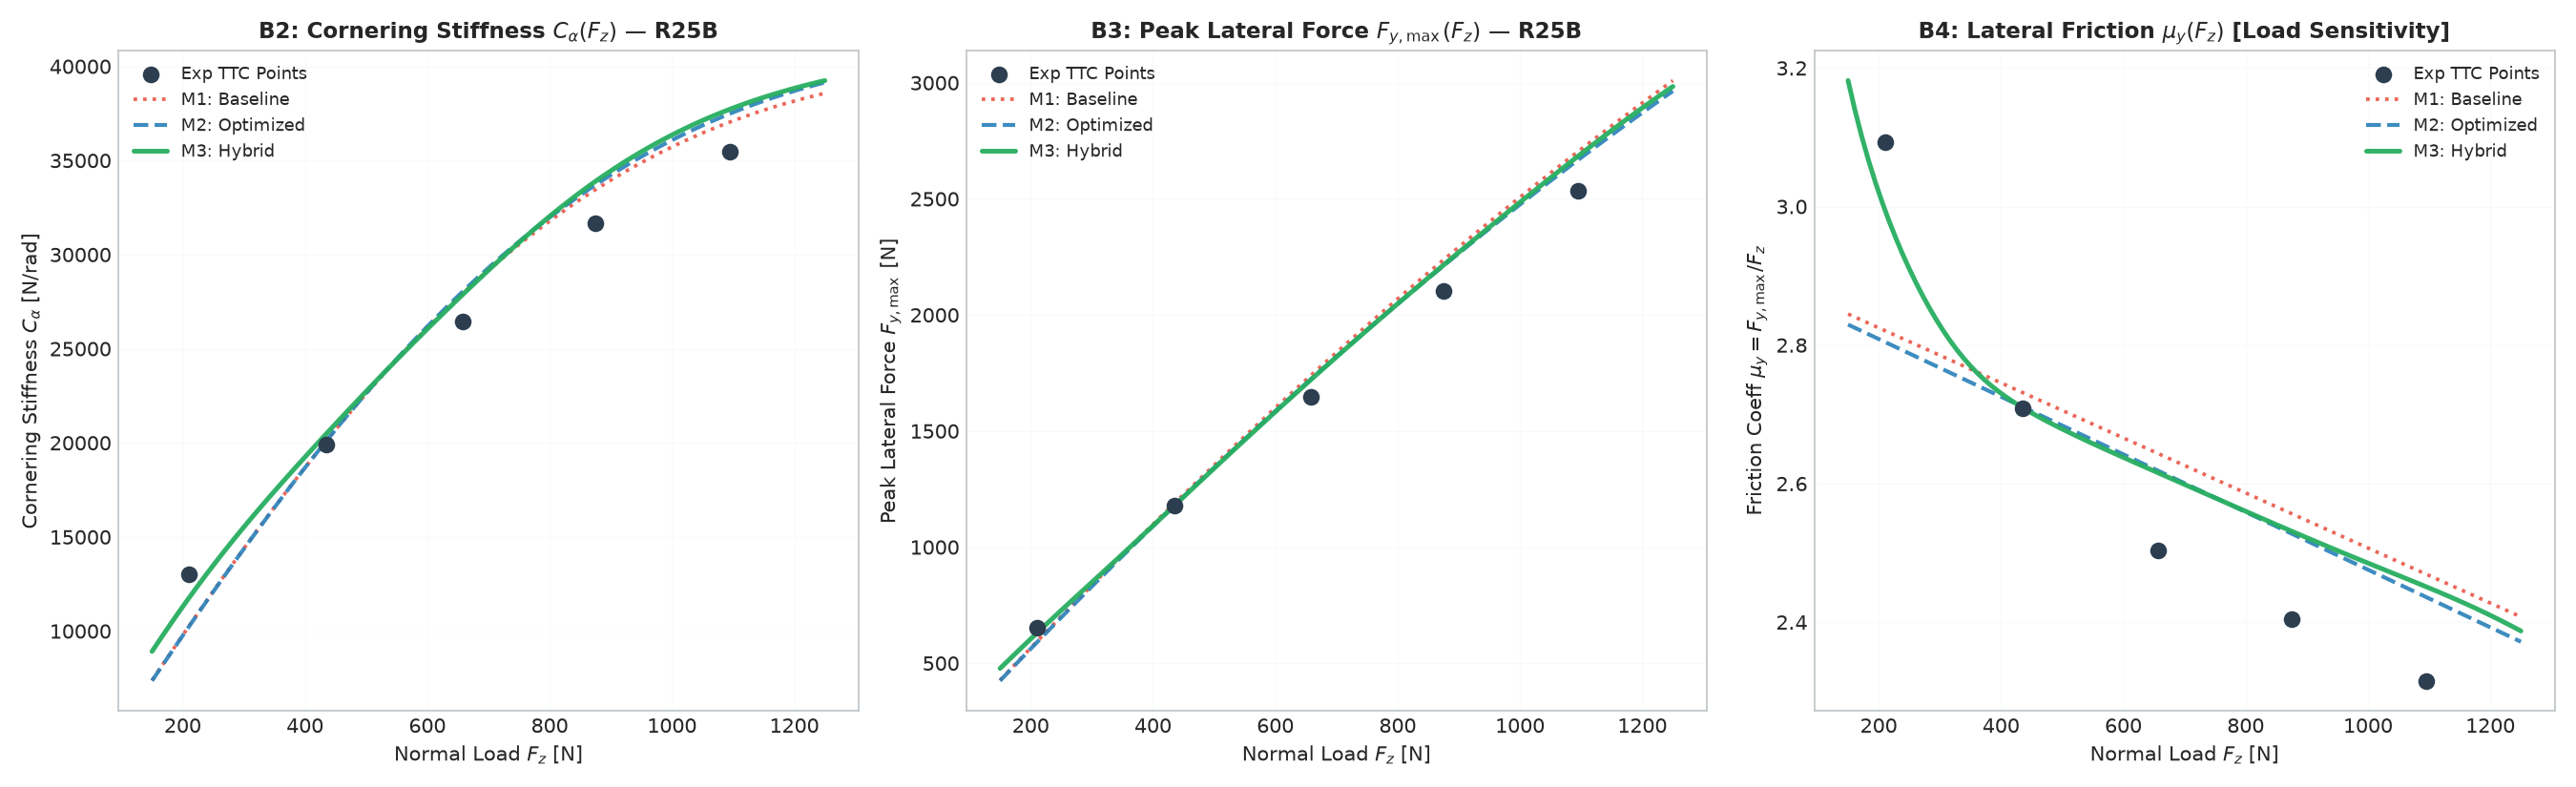 B2: Cornering Stiffness Cα(Fz) — R25B
40000
35000
30000
25000
20000
15000
10000
Cornering Stiffness Cα [N/rad]
Exp TTC Points
M1: Baseline
M2: Optimized
M3: Hybrid
200 400 600 800 1000 1200
Normal Load Fz [N]
B3: Peak Lateral Force Fy,max(Fz) — R25B
3000
2500
2000
1500
1000
500
Peak Lateral Force Fy,max [N]
Exp TTC Points
M1: Baseline
M2: Optimized
M3: Hybrid
200 400 600 800 1000 1200
Normal Load Fz [N]
B4: Lateral Friction μy(Fz) [Load Sensitivity]
3.2
3.0
2.8
2.6
2.4
Friction Coeff μy = Fy,max/Fz
Exp TTC Points
M1: Baseline
M2: Optimized
M3: Hybrid
200 400 600 800 1000 1200
Normal Load Fz [N]